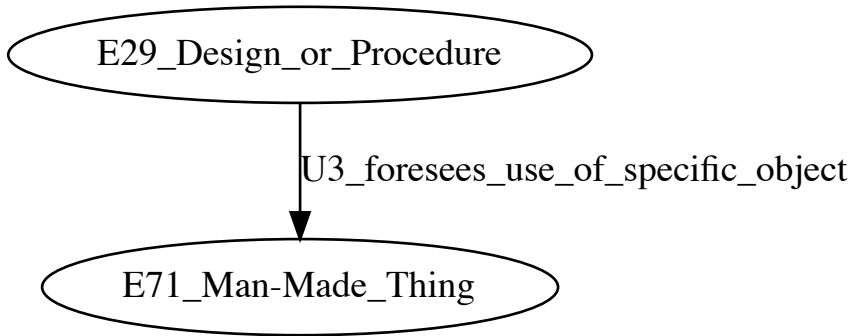 E29_Design_or_Procedure
U3_foresees_use_of_specific_object
E71_Man-Made_Thing